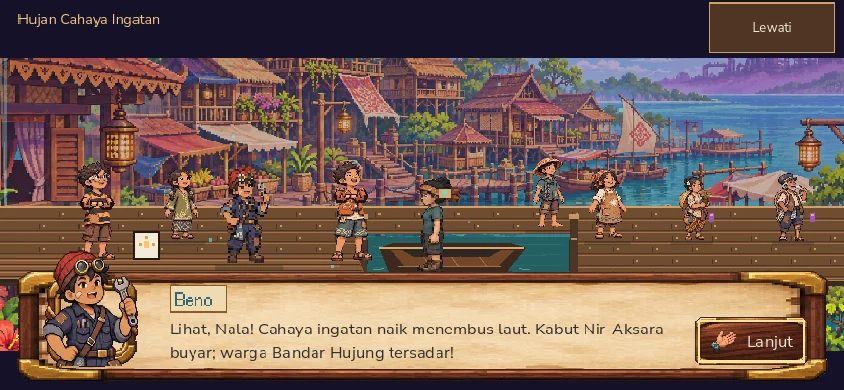 Hujan Cahaya Ingatan
Lewati
Beno
Lihat, Nala! Cahaya ingatan naik menembus laut. Kabut Nir Aksara
buyar; warga Bandar Hujung tersadar!
Lanjut